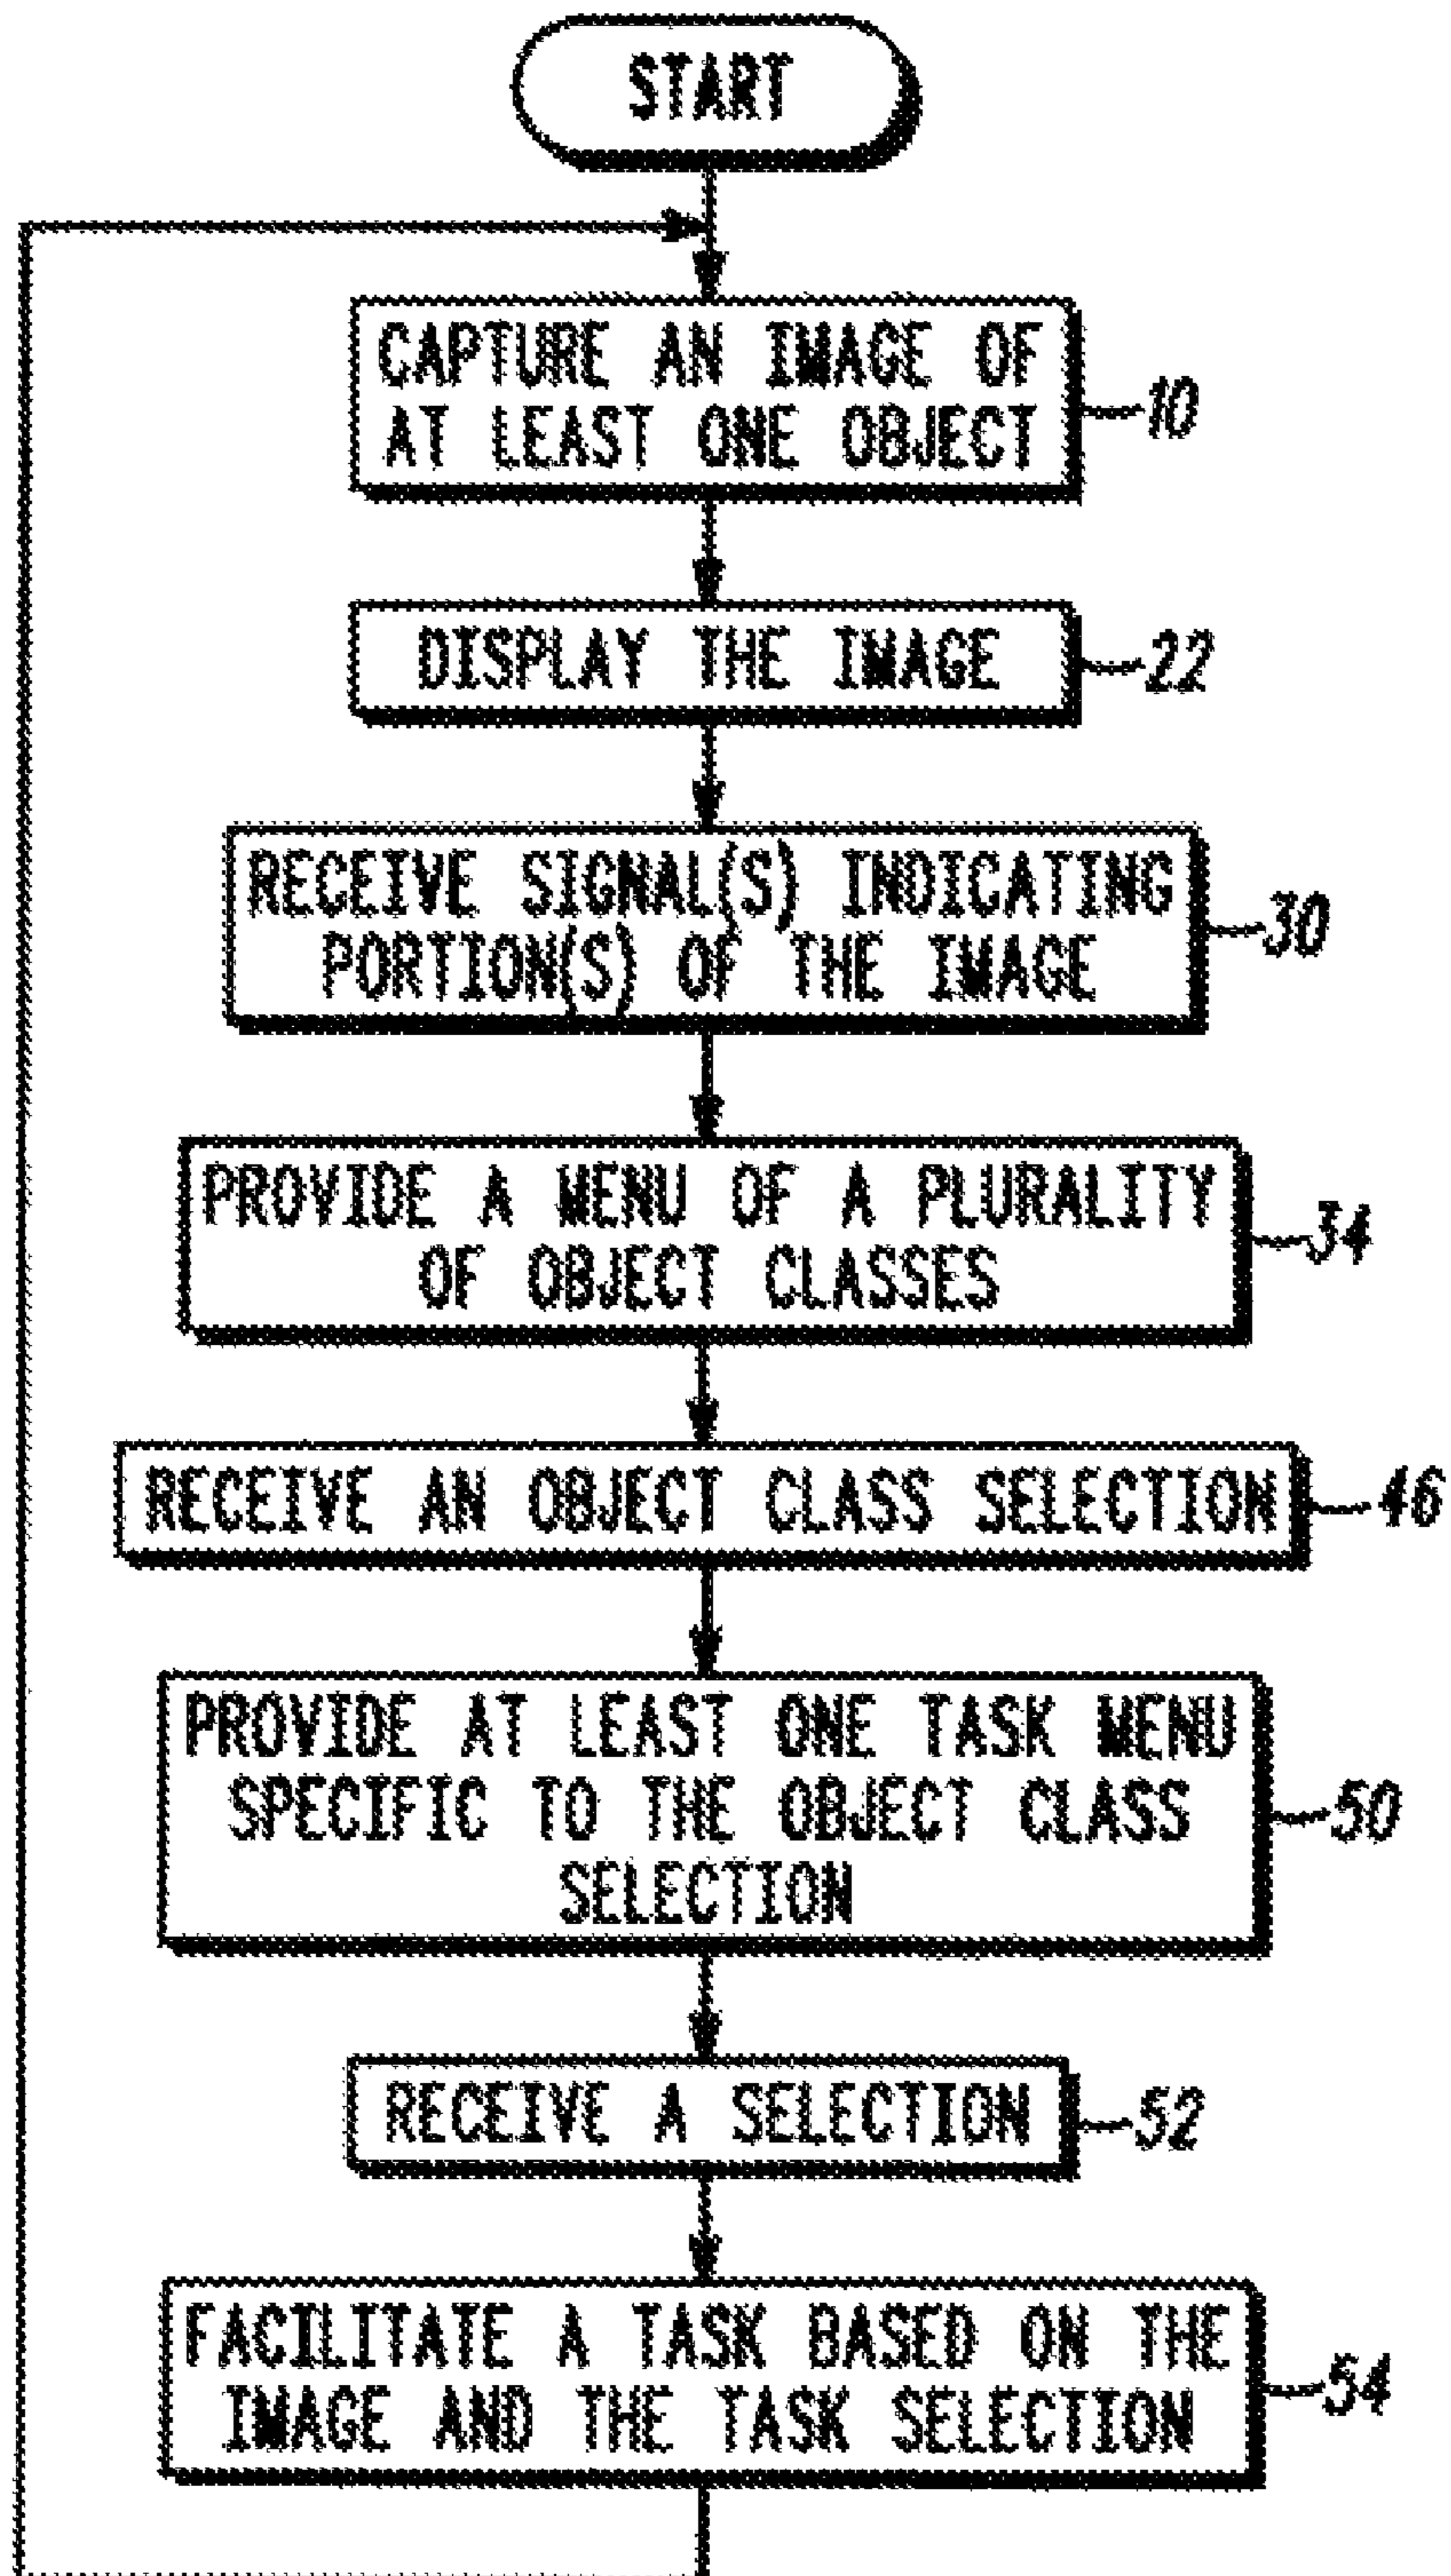 START
CAPTURE AN IMAGE OF
AT LEAST ONE OBJECT
10
DISPLAY THE IMAGE
22
RECEIVE SIGNAL(S) INDICATING
PORTION(S) OF THE IMAGE
30
PROVIDE A MENU OF A PLURALITY
OF OBJECT CLASSES
34
RECEIVE AN OBJECT CLASS SELECTION
46
PROVIDE AT LEAST ONE TASK MENU
SPECIFIC TO THE OBJECT CLASS
SELECTION
50
RECEIVE A SELECTION
52
FACILITATE A TASK BASED ON THE
IMAGE AND THE TASK SELECTION
54